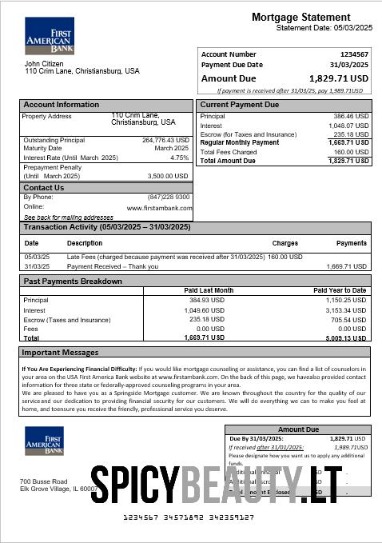 FIRST
AMERICAN
BANK
Mortgage Statement
Statement Date: 05/03/2025
John Citizen
110 Crim Lane, Christiansburg, USA
Account Number 1234567
Payment Due Date 31/03/2025
Amount Due 1,829.71 USD
If payment is received after 31/03/25, pay 1,989.71USD
Account Information
Property Address 110 Crim Lane,
Christiansburg, USA
Outstanding Principal 264,776.43 USD
Maturity Date March 2025
Interest Rate (Until March 2025) 4.75%
Prepayment Penalty
(Until March 2025) 3,500.00 USD
Contact Us
By Phone: (847)228 9300
Online: www.firstambank.com
See back for mailing addresses
Current Payment Due
Principal 386.46 USD
Interest 1,048.07 USD
Escrow (for Taxes and Insurance) 235.18 USD
Regular Monthly Payment 1,669.71 USD
Total Fees Charged 160.00 USD
Total Amount Due 1,829.71 USD
Transaction Activity (05/03/2025 – 31/03/2025)
Date Description Charges Payments
05/03/25 Late Fees (charged because payment was received after 31/03/2025) 160.00 USD
31/03/25 Payment Received – Thank you 1,669.71 USD
Past Payments Breakdown
Paid Last Month Paid Year to Date
Principal 384.93 USD 1,150.25 USD
Interest 1,049.60 USD 3,153.34 USD
Escrow (Taxes and Insurance) 235.18 USD 705.54 USD
Fees 0.00 USD 0.00 USD
Total 1,669.71 USD 5,009.13 USD
Important Messages
If You Are Experiencing Financial Difficulty: If you would like mortgage counseling or assistance, you can find a list of counselors in
your area on the USA First America Bank website at www.firstambank.com. On the back of this page, we have also provided contact
information for three state or federally-approved counseling programs in your area.
We are pleased to have you as a Springside Mortgage customer. We are known throughout the country for the quality of our
service and our dedication to providing financial security for our customers. We will do everything we can to make you feel at
home, and to ensure you receive the friendly, professional service you deserve.
FIRST
AMERICAN
BANK
700 Busse Road
Elk Grove Village, IL 60007
Amount Due
Due By 31/03/2025: 1,829.71 USD
If received after 31/03/25: 1,989.71USD
Please designate how you want us to apply any additional
funds.
SPICYBEAUTY.LT
1234567 34571892 342359127